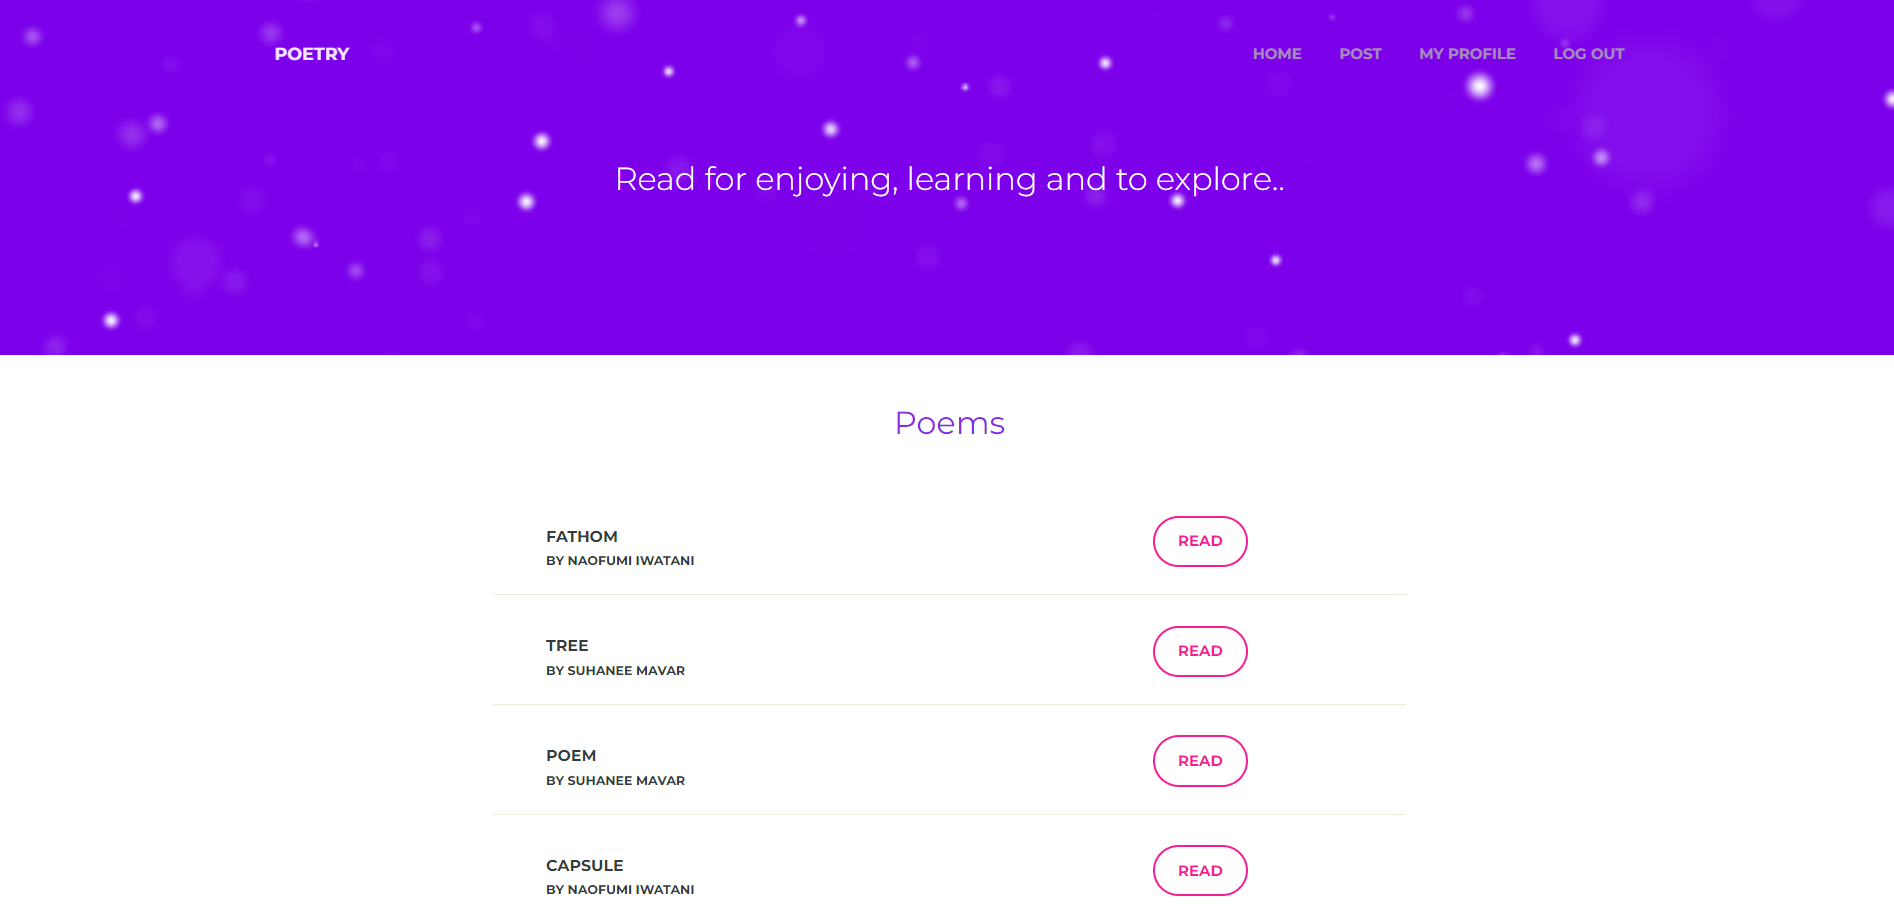 POETRY
HOME POST MY PROFILE LOG OUT
Read for enjoying, learning and to explore..
Poems
FATHOM
BY NAOFUMI IWATANI
READ
TREE
BY SUHANEE MAVAR
READ
POEM
BY SUHANEE MAVAR
READ
CAPSULE
BY NAOFUMI IWATANI
READ